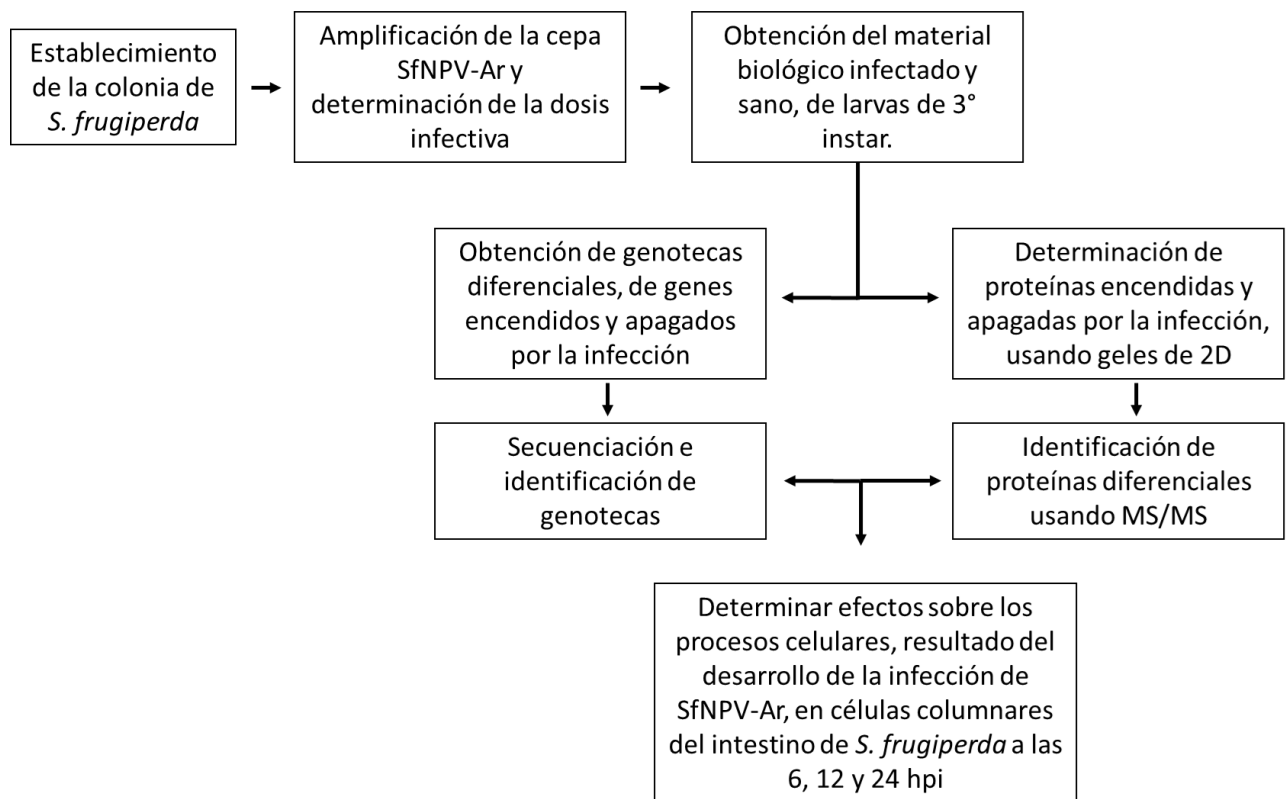 Establecimiento
de la colonia de
S. frugiperda
Amplificación de la cepa
SfNPV-Ar y
determinación de la dosis
infectiva
Obtención del material
biológico infectado y
sano, de larvas de 3°
instar.
Obtención de genotecas
diferenciales, de genes
encendidos y apagados
por la infección
Determinación de
proteínas encendidas y
apagadas por la infección,
usando geles de 2D
Secuenciación e
identificación de
genotecas
Identificación de
proteínas diferenciales
usando MS/MS
Determinar efectos sobre los
procesos celulares, resultado del
desarrollo de la infección de
SfNPV-Ar, en células columnares
del intestino de S. frugiperda a las
6, 12 y 24 hpi